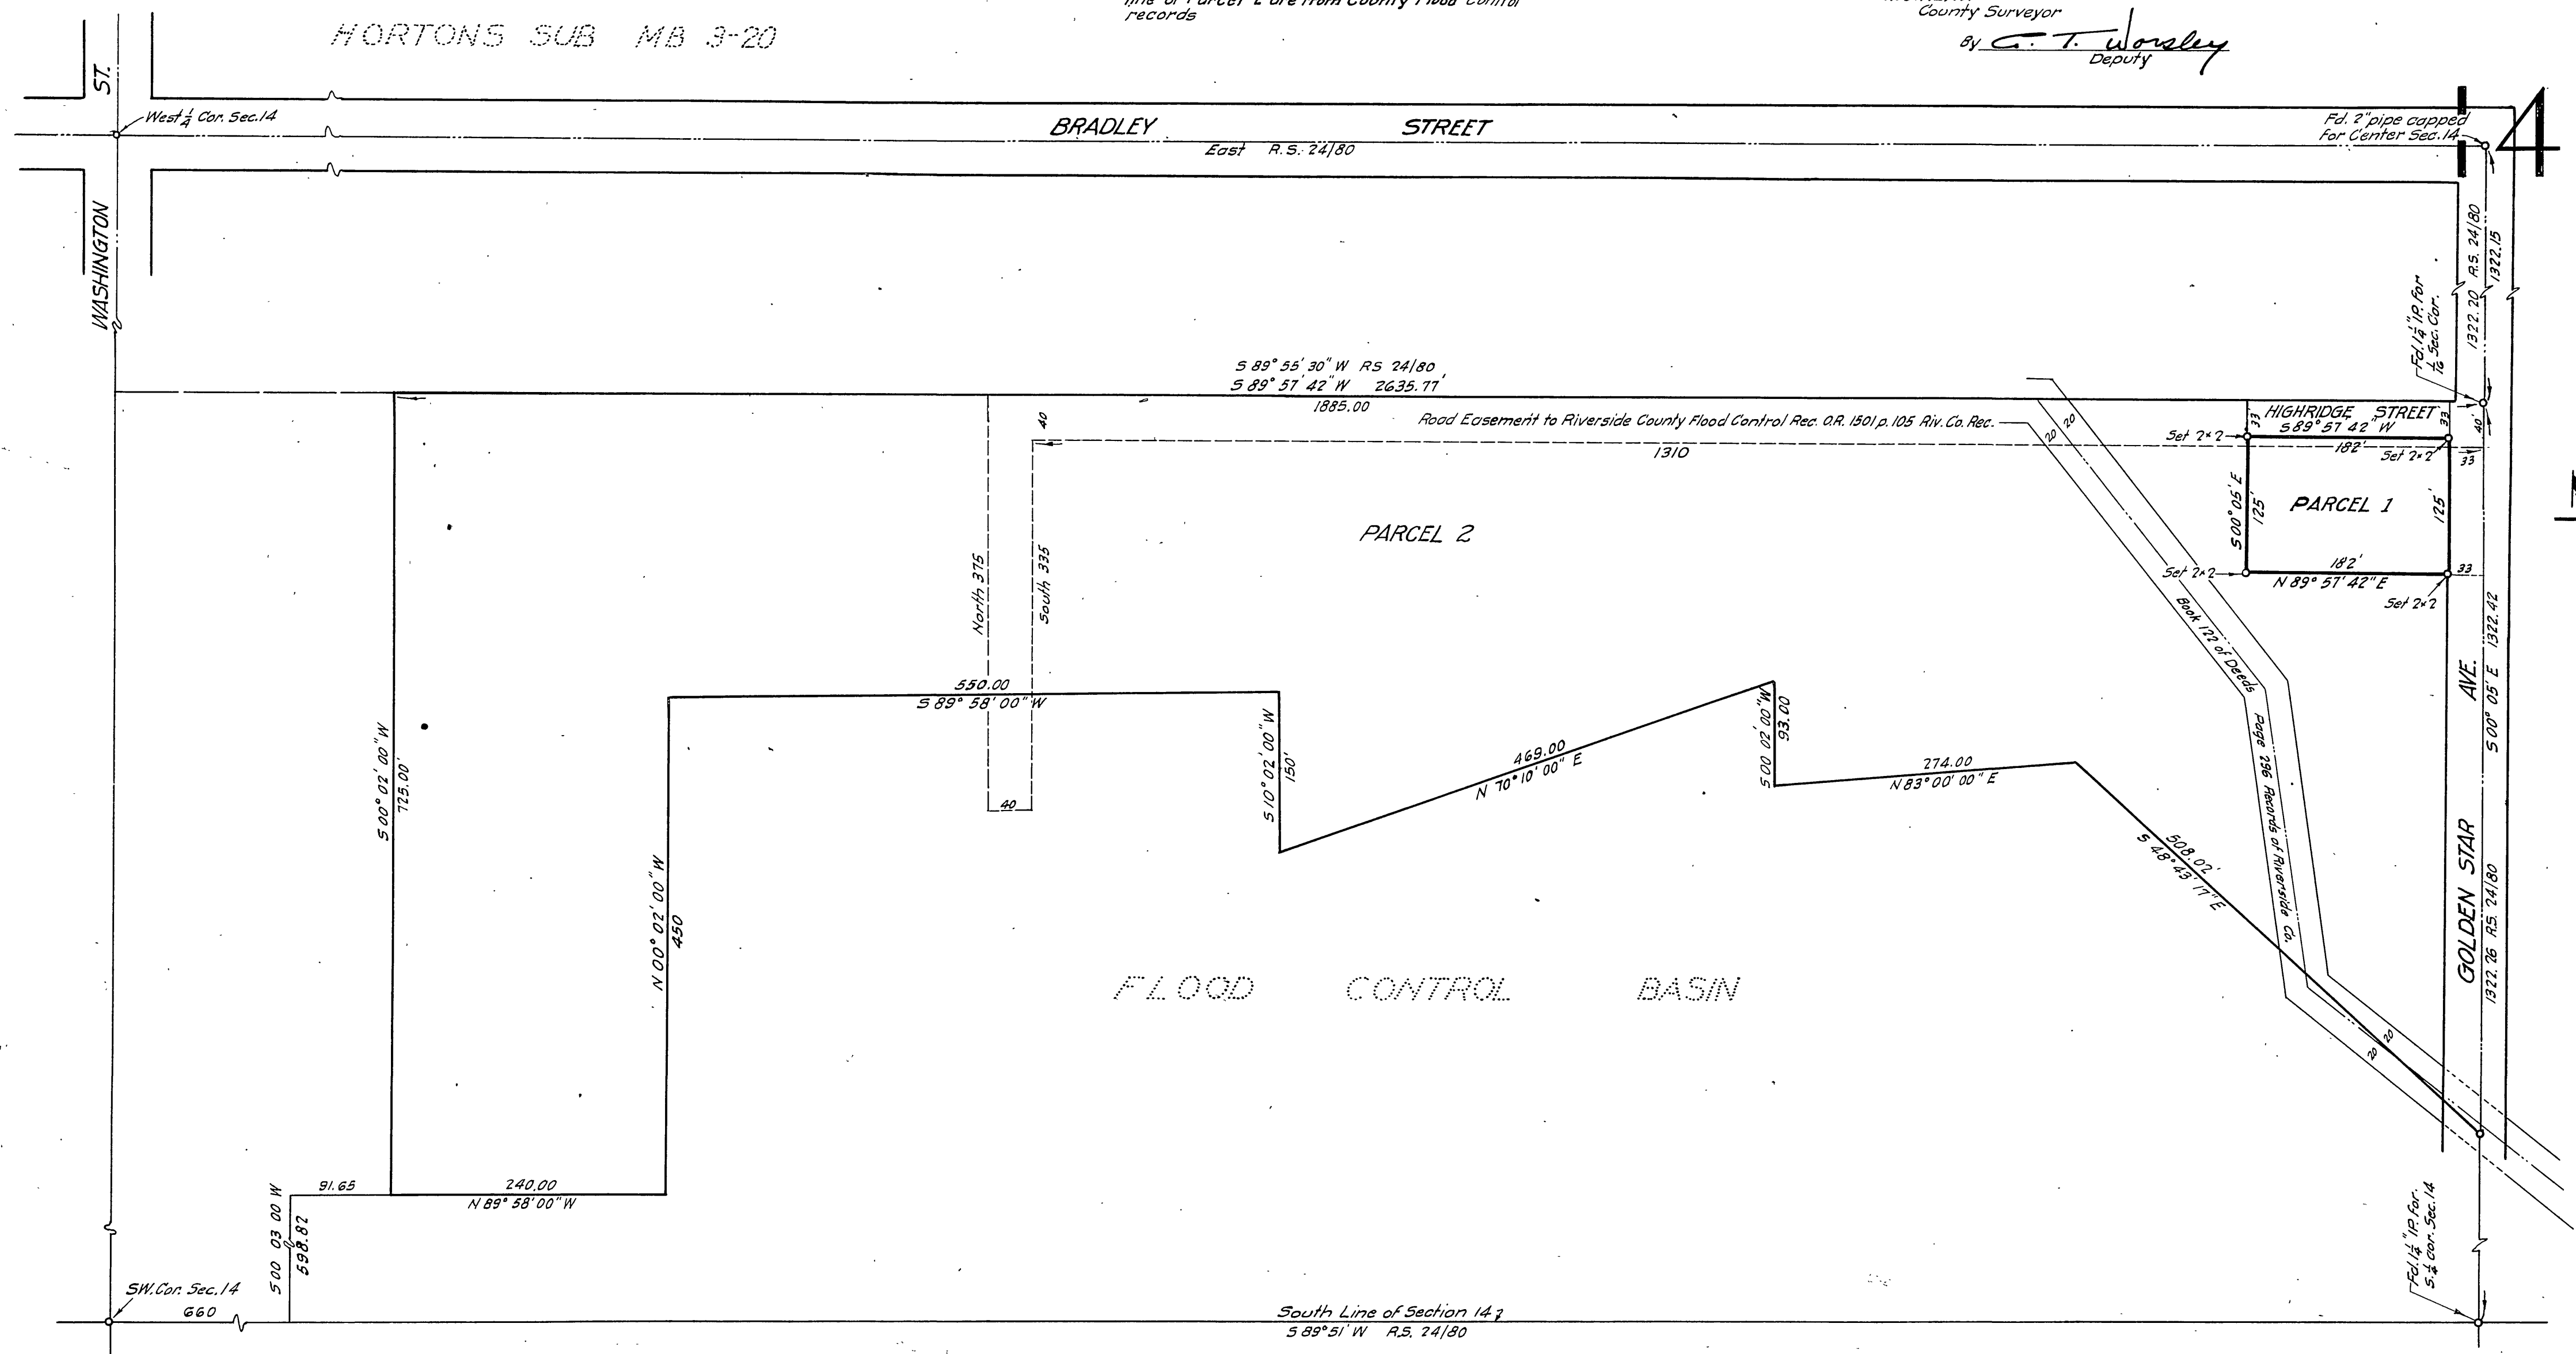 records
County Surveyor
By G. T. Worsley
Deputy
HORTONS SUB MB 3-20
ST.
WASHINGTON
West 1/4 Cor. Sec. 14
BRADLEY STREET
East R.S. 24/80
Fd. 2" pipe capped
for Center Sec. 14
14
1322.20 R.S. 24/80
1322.15
Fd. 1 1/4" I.P. For
1/16 Sec. Cor.
S 89° 55' 30" W RS 24/80
S 89° 57' 42" W 2635.77'
1885.00
Road Easement to Riverside County Flood Control Rec. O.R. 1501 p. 105 Riv. Co. Rec.
40
1310
20 20
33'
HIGHRIDGE STREET
S 89° 57' 42" W
33
40'
Set 2x2
182'
Set 2x2
33
S 00° 05' E
125'
PARCEL 1
125'
182'
N 89° 57' 42" E
33
Set 2x2
Set 2x2
PARCEL 2
North 375
South 335
40
550.00
S 89° 58' 00" W
S 10° 02' 00" W
150'
469.00
N 70° 10' 00" E
S 00 02' 00" W
93.00
274.00
N 83° 00' 00" E
508.02'
S 48° 43' 17" E
Book 122 of Deeds
Page 296 Records of Riverside Co.
20 20
GOLDEN STAR AVE.
S 00° 05' E 1322.42
1322.26 R.S. 24/80
S 00° 02' 00" W
725.00'
N 00° 02' 00" W
450
FLOOD CONTROL BASIN
91.65
240.00
N 89° 58' 00" W
S 00 03 00 W
598.82
SW. Cor. Sec. 14
660
South Line of Section 14
S 89° 51' W R.S. 24/80
Fd. 1 1/4" I.P. For.
S. 1/4 Cor. Sec. 14